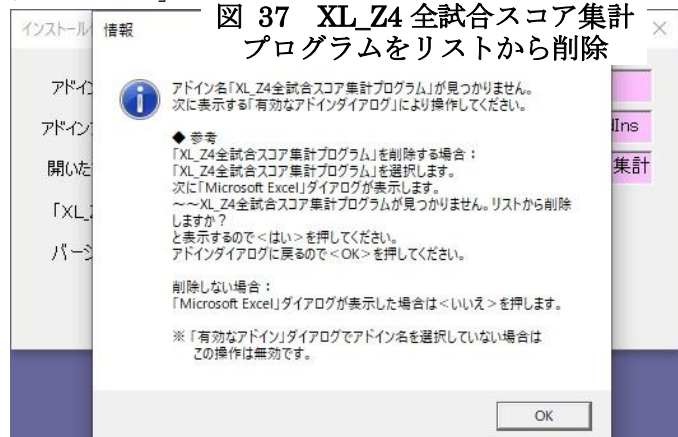 図 37 XL_Z4 全試合スコア集計
プログラムをリストから削除
インストール
情報
アドイン名「XL_Z4全試合スコア集計プログラム」が見つかりません。
次に表示する「有効なアドインダイアログ」により操作してください。
◆ 参考
「XL_Z4全試合スコア集計プログラム」を削除する場合：
「XL_Z4全試合スコア集計プログラム」を選択します。
次に「Microsoft Excel」ダイアログが表示します。
～～XL_Z4全試合スコア集計プログラムが見つかりません。リストから削除
しますか？
と表示するので＜はい＞を押してください。
アドインダイアログに戻るので＜OK＞を押してください。
削除しない場合：
「Microsoft Excel」ダイアログが表示した場合は＜いいえ＞を押します。
※「有効なアドイン」ダイアログでアドイン名を選択していない場合は
この操作は無効です。
OK
アドイン
アドイン
dIns
開いた
集計
「XL_
バージ